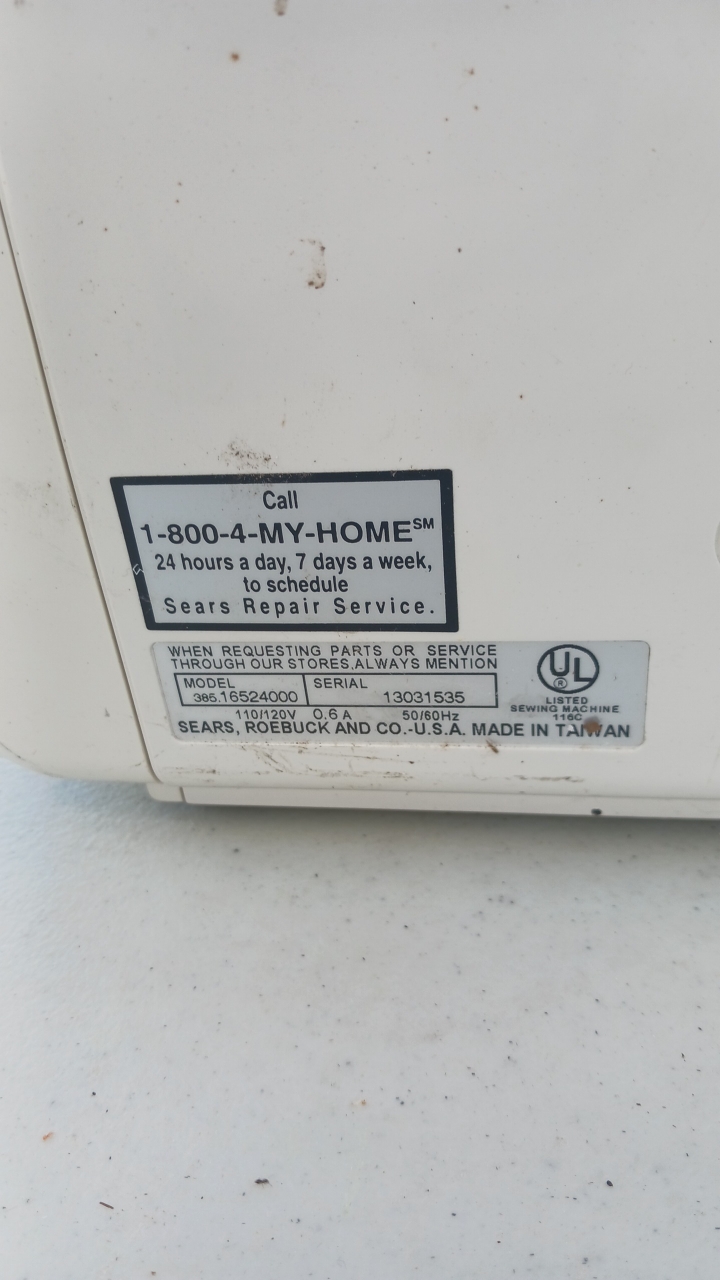 Call
1-800-4-MY-HOME℠
24 hours a day, 7 days a week,
to schedule
Sears Repair Service.
WHEN REQUESTING PARTS OR SERVICE
THROUGH OUR STORES,ALWAYS MENTION
MODEL
385.16524000
SERIAL
13031535
110/120V 0.6 A 50/60Hz
UL
®
LISTED
SEWING MACHINE
116C
SEARS, ROEBUCK AND CO.-U.S.A. MADE IN TAIWAN